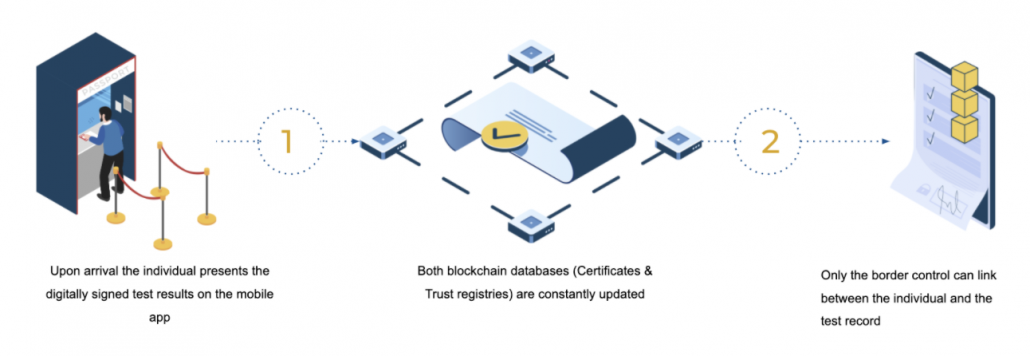 PASSPORT
1
2
Upon arrival the individual presents the
digitally signed test results on the mobile
app
Both blockchain databases (Certificates &
Trust registries) are constantly updated
Only the border control can link
between the individual and the
test record